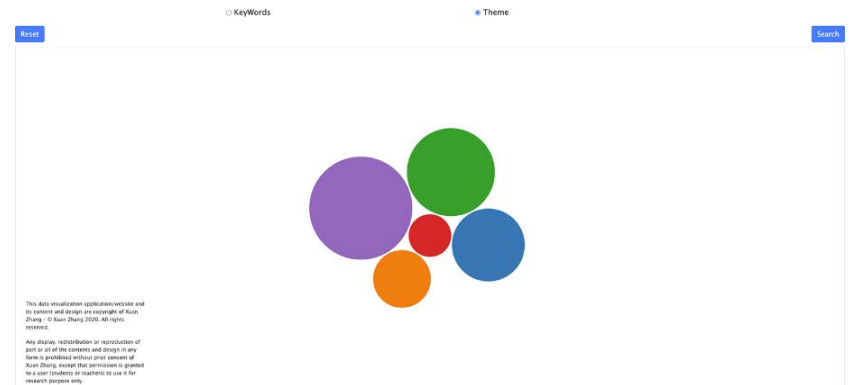 KeyWords Theme
Reset Search
This data visualization application/website and
its content and design are copyright of Xuan
Zhang - © Xuan Zhang 2020. All rights
reserved.
Any display, redistribution or reproduction of
part or all of the contents and design in any
form is prohibited without prior consent of
Xuan Zhang, except that permission is granted
to a user (students or teachers) to use it for
research purpose only.